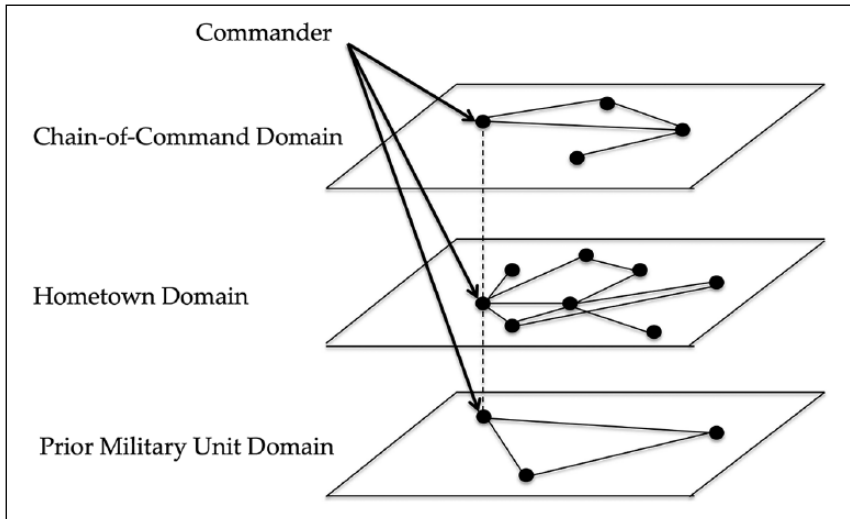 Commander
Chain-of-Command Domain
Hometown Domain
Prior Military Unit Domain